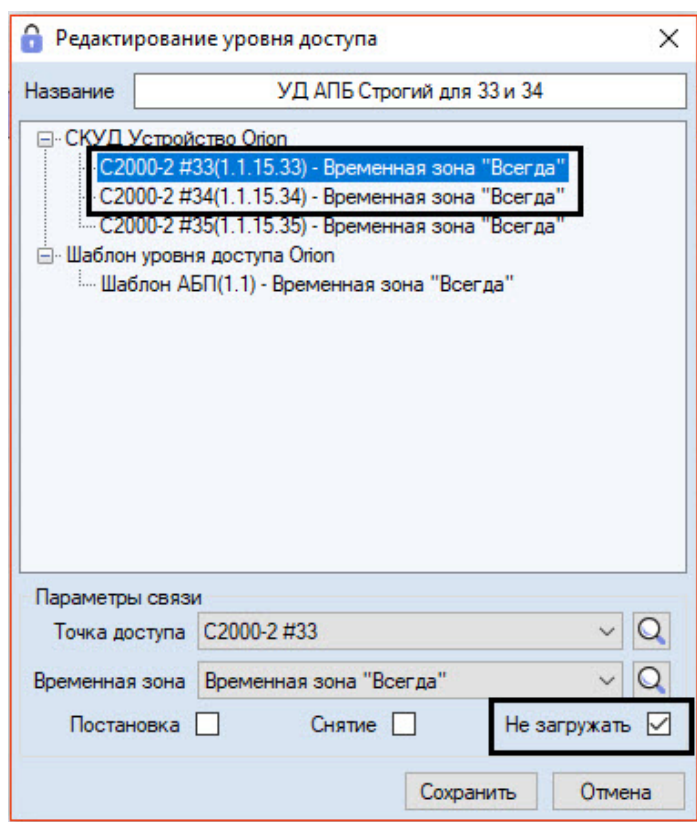 Редактирование уровня доступа
Название УД АПБ Строгий для 33 и 34
СКУД Устройство Orion
С2000-2 #33(1.1.15.33) - Временная зона "Всегда"
С2000-2 #34(1.1.15.34) - Временная зона "Всегда"
С2000-2 #35(1.1.15.35) - Временная зона "Всегда"
Шаблон уровня доступа Orion
Шаблон АБП(1.1) - Временная зона "Всегда"
Параметры связи
Точка доступа С2000-2 #33
Временная зона Временная зона "Всегда"
Постановка Снятие Не загружать
Сохранить Отмена